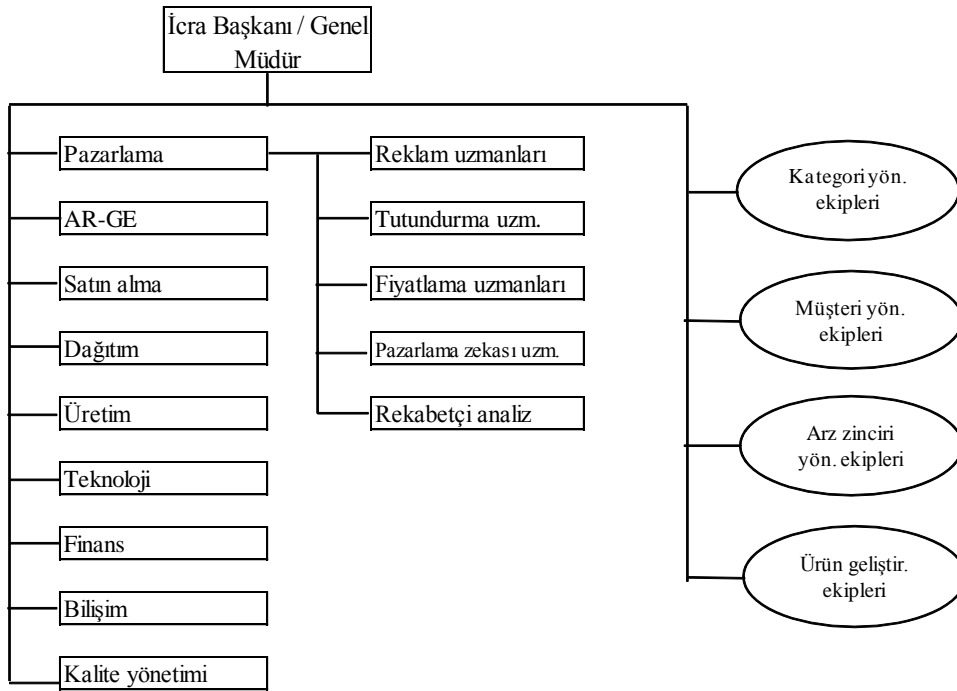 İcra Başkanı / Genel
Müdür
Pazarlama
AR-GE
Satın alma
Dağıtım
Üretim
Teknoloji
Finans
Bilişim
Kalite yönetimi
Reklam uzmanları
Tutundurma uzm.
Fiyatlama uzmanları
Pazarlama zekası uzm.
Rekabetçi analiz
Kategori yön.
ekipleri
Müşteri yön.
ekipleri
Arz zinciri
yön. ekipleri
Ürün geliştir.
ekipleri